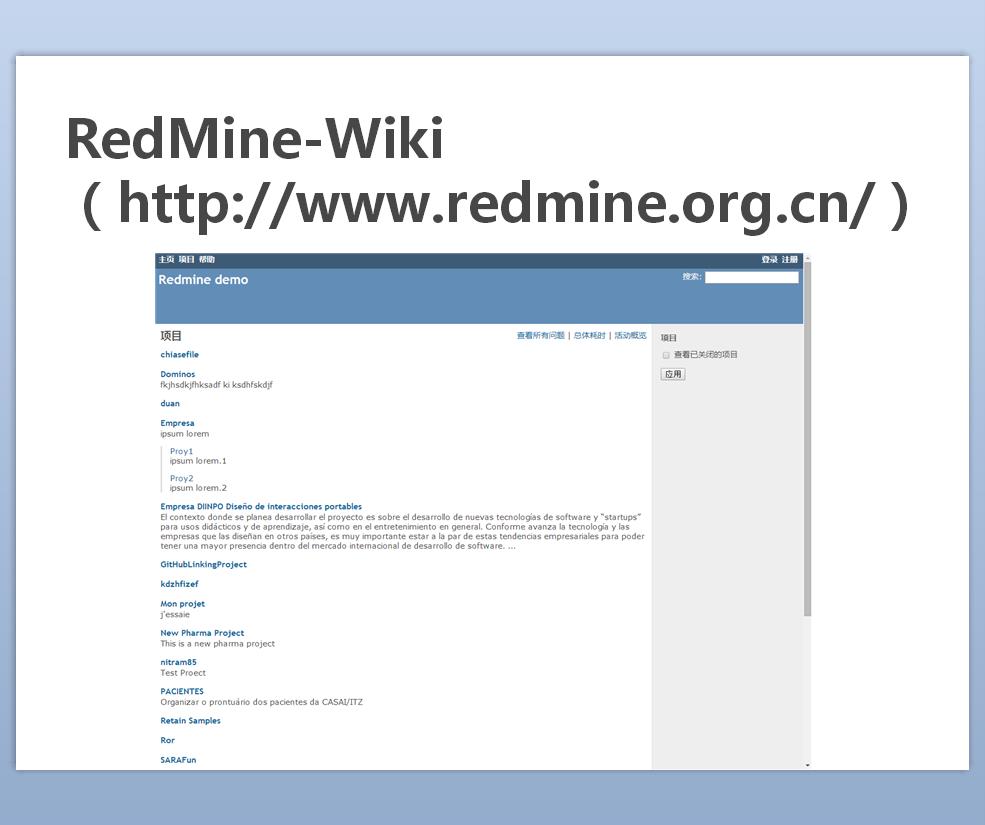 RedMine-Wiki
（http://www.redmine.org.cn/）
主页 项目 帮助 登录 注册
Redmine demo 搜索:
项目 查看所有问题 | 总体耗时 | 活动概览
项目
chiasefile
查看已关闭的项目
Dominos
应用
fkjhsdkjfhksadf ki ksdhfskdjf
duan
Empresa
ipsum lorem
Proy1
ipsum lorem.1
Proy2
ipsum lorem.2
Empresa DIINPO Diseño de interacciones portables
El contexto donde se planea desarrollar el proyecto es sobre el desarrollo de nuevas tecnologías de software y “startups”
para usos didácticos y de aprendizaje, así como en el entretenimiento en general. Conforme avanza la tecnología y las
empresas que las diseñan en otros países, es muy importante estar a la par de estas tendencias empresariales para poder
tener una mayor presencia dentro del mercado internacional de desarrollo de software. ...
GitHubLinkingProject
kdzhfizef
Mon projet
j'essaie
New Pharma Project
This is a new pharma project
nitram85
Test Proect
PACIENTES
Organizar o prontuário dos pacientes da CASAI/ITZ
Retain Samples
Ror
SARAFun